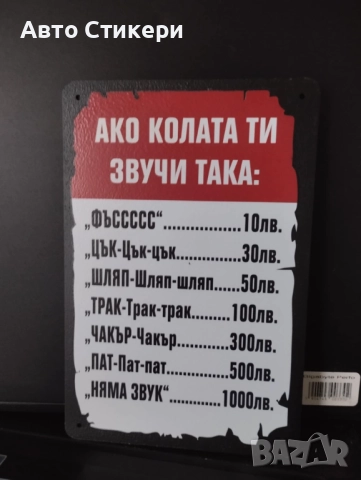 Авто Стикери
АКО КОЛАТА ТИ
ЗВУЧИ ТАКА:
„ФЪССССС“..............10лв.
„ЦЪК-Цък-цък............30лв.
„ШЛЯП-Шляп-шляп.......50лв.
„ТРАК-Трак-трак.........100лв.
„ЧАКЪР-Чакър............300лв.
„ПАТ-Пат-пат..............500лв.
„НЯМА ЗВУК“...........1000лв.
BAZAR